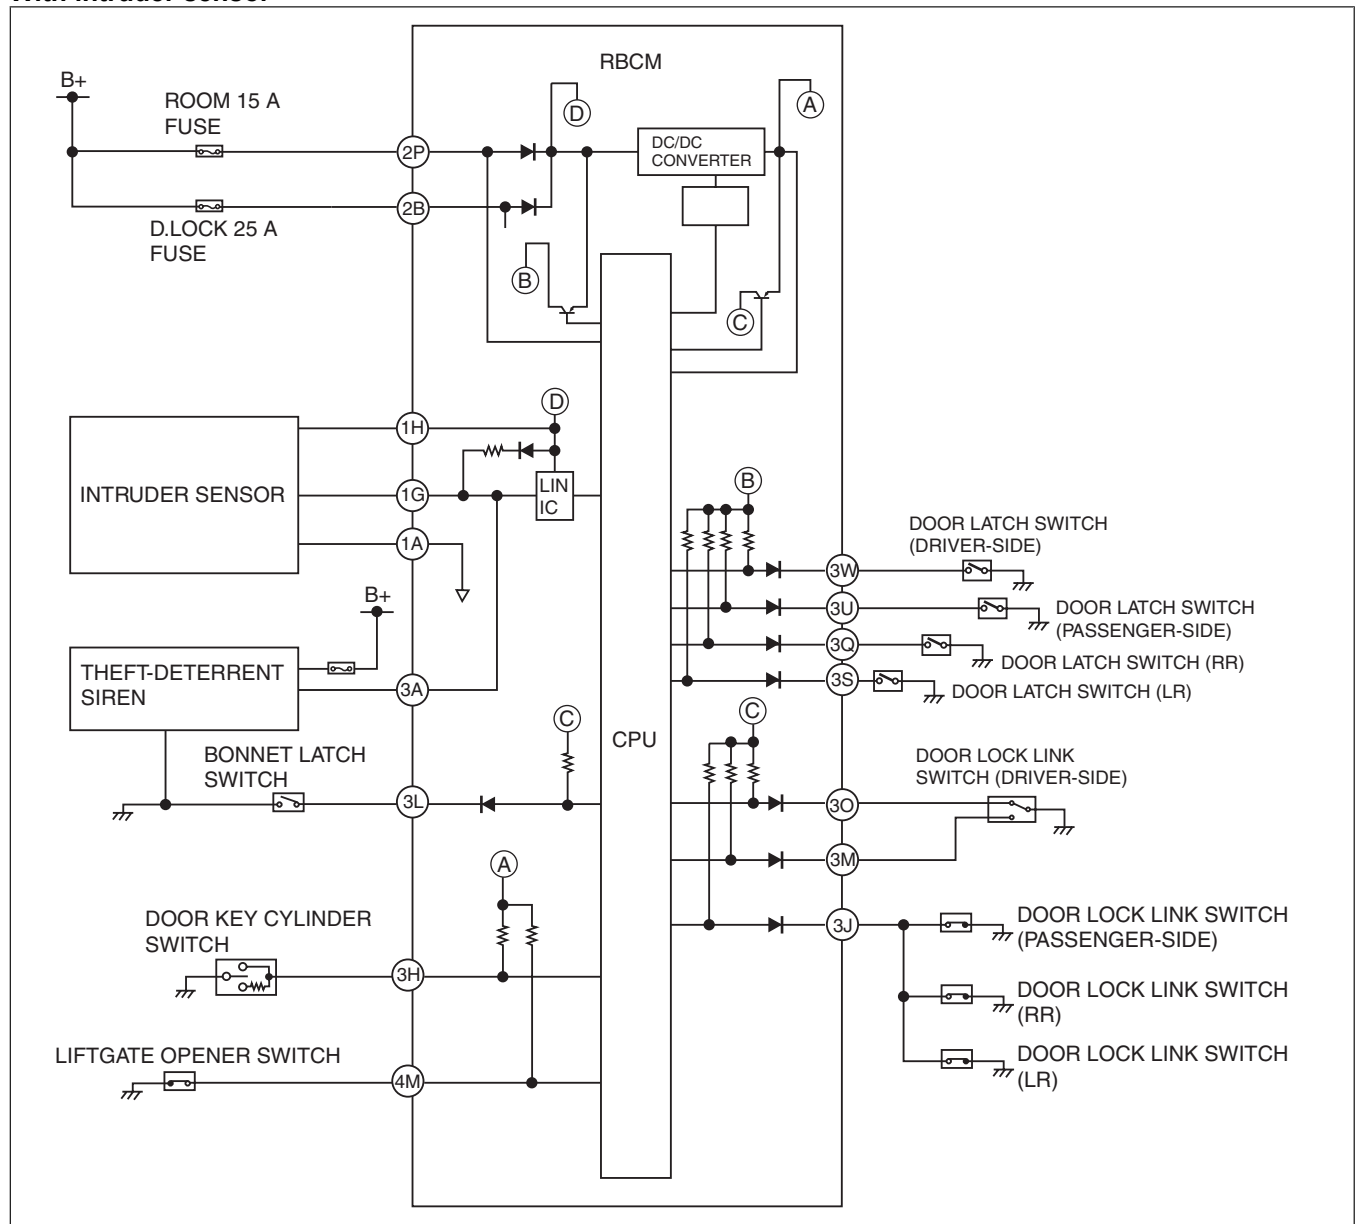 With Intruder Sensor
RBCM
B+
ROOM 15 A
FUSE
D
A
2P
DC/DC
CONVERTER
2B
D.LOCK 25 A
FUSE
B
C
D
1H
INTRUDER SENSOR
1G
LIN
IC
1A
B+
THEFT-DETERRENT
SIREN
3A
C
BONNET LATCH
SWITCH
3L
A
DOOR KEY CYLINDER
SWITCH
3H
LIFTGATE OPENER SWITCH
4M
CPU
B
DOOR LATCH SWITCH
(DRIVER-SIDE)
3W
3U
DOOR LATCH SWITCH
(PASSENGER-SIDE)
3Q
DOOR LATCH SWITCH (RR)
3S
DOOR LATCH SWITCH (LR)
C
DOOR LOCK LINK
SWITCH (DRIVER-SIDE)
3O
3M
3J
DOOR LOCK LINK SWITCH
(PASSENGER-SIDE)
DOOR LOCK LINK SWITCH
(RR)
DOOR LOCK LINK SWITCH
(LR)